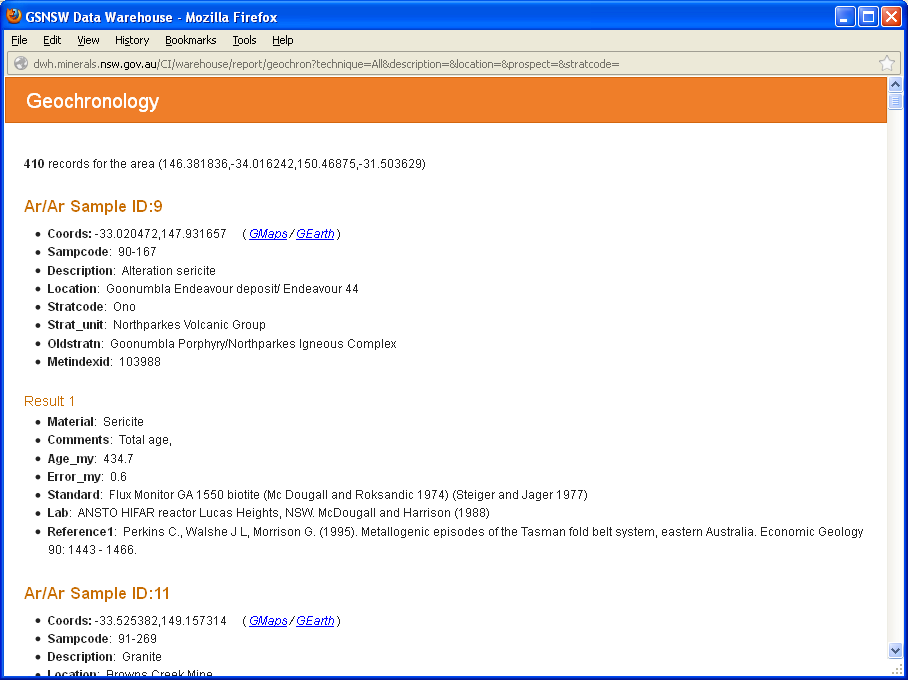 GSNSW Data Warehouse - Mozilla Firefox
File Edit View History Bookmarks Tools Help
dwh.minerals.nsw.gov.au/CI/warehouse/report/geochron?technique=All&description=&location=&prospect=&stratcode=
Geochronology
410 records for the area (146.381836,-34.016242,150.46875,-31.503629)
Ar/Ar Sample ID:9
• Coords: -33.020472,147.931657 ( GMaps / GEarth )
• Sampcode: 90-167
• Description: Alteration sericite
• Location: Goonumbla Endeavour deposit/ Endeavour 44
• Stratcode: Ono
• Strat_unit: Northparkes Volcanic Group
• Oldstratn: Goonumbla Porphyry/Northparkes Igneous Complex
• Metindexid: 103988
Result 1
• Material: Sericite
• Comments: Total age,
• Age_my: 434.7
• Error_my: 0.6
• Standard: Flux Monitor GA 1550 biotite (Mc Dougall and Roksandic 1974) (Steiger and Jager 1977)
• Lab: ANSTO HIFAR reactor Lucas Heights, NSW. McDougall and Harrison (1988)
• Reference1: Perkins C., Walshe J L, Morrison G. (1995). Metallogenic episodes of the Tasman fold belt system, eastern Australia. Economic Geology
90: 1443 - 1466.
Ar/Ar Sample ID:11
• Coords: -33.525382,149.157314 ( GMaps / GEarth )
• Sampcode: 91-269
• Description: Granite
• Location: Browns Creek Mine